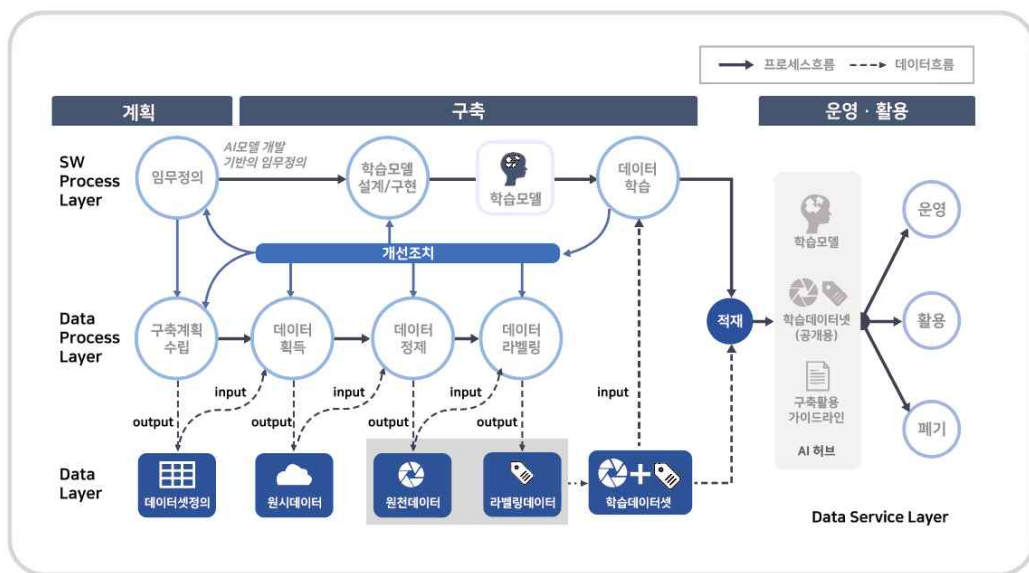 프로세스흐름
데이터흐름
계획
구축
운영 · 활용
SW
Process
Layer
임무정의
AI모델 개발
기반의 임무정의
학습모델
설계/구현
학습모델
데이터
학습
개선조치
Data
Process
Layer
구축계획
수립
데이터
획득
데이터
정제
데이터
라벨링
적재
학습모델
학습데이터넷
(공개용)
구축활용
가이드라인
AI 허브
운영
활용
폐기
output
input
output
input
output
input
output
input
Data
Layer
데이터셋정의
원시데이터
원천데이터
라벨링데이터
학습데이터셋
Data Service Layer